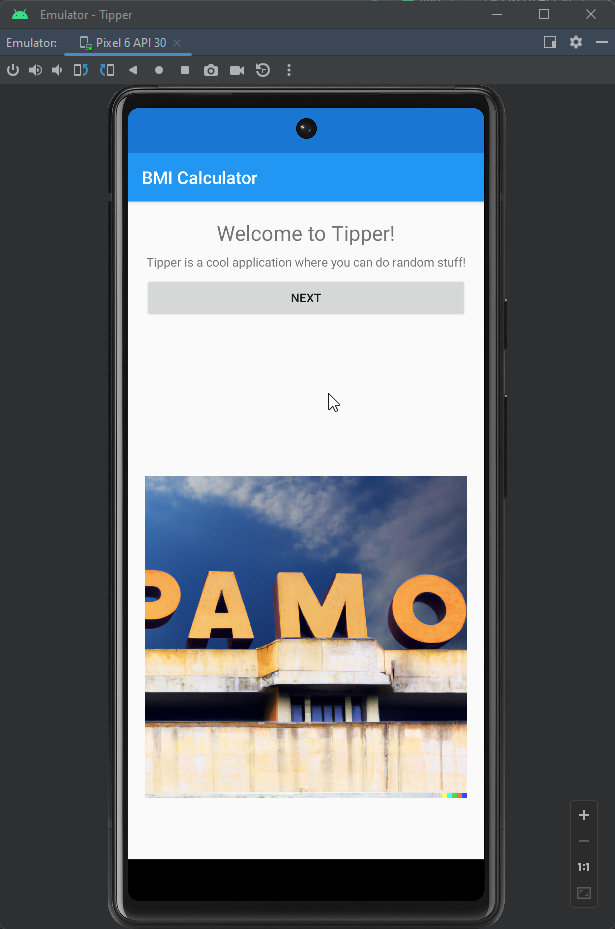 Emulator - Tipper
Emulator:
Pixel 6 API 30
BMI Calculator
Welcome to Tipper!
Tipper is a cool application where you can do random stuff!
NEXT
PAMO
1:1